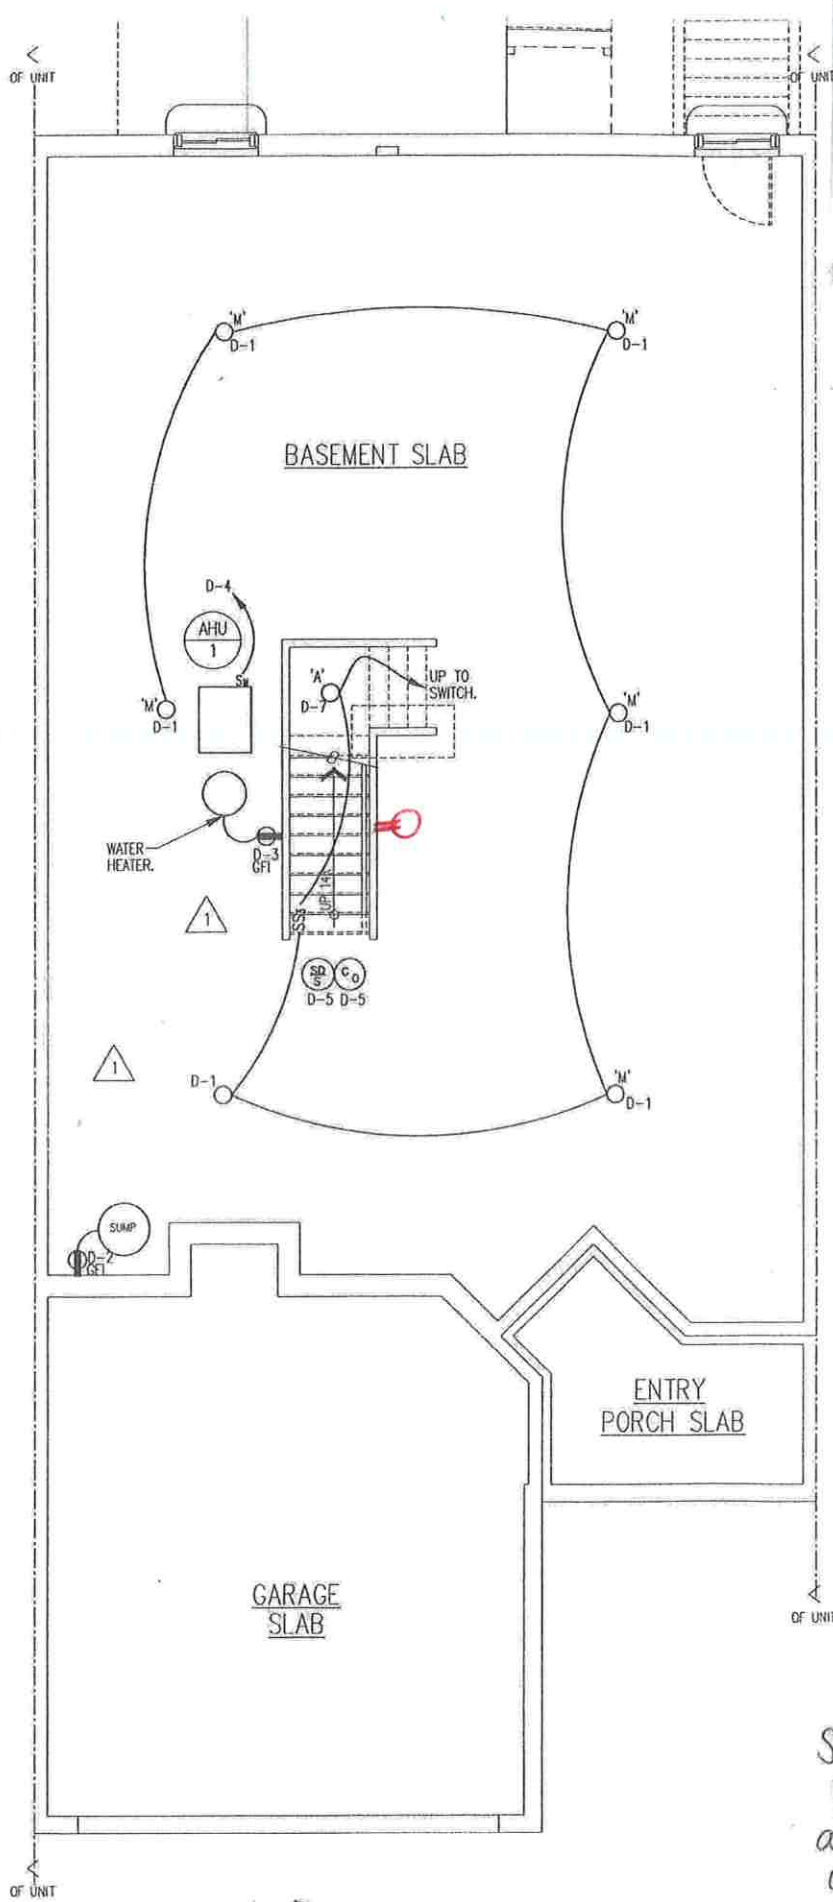 OF UNIT
OF UNIT
'M'
D-1
'M'
D-1
BASEMENT SLAB
D-4
AHU
1
SW
'M'
D-1
'A'
D-7
UP TO
SWITCH.
'M'
D-1
WATER
HEATER.
D-3
GFI
UP 14R
1
SD
S
C
O
D-5
D-5
1
D-1
'M'
D-1
SUMP
D-2
GFI
ENTRY
PORCH SLAB
GARAGE
SLAB
OF UNIT
OF UNIT